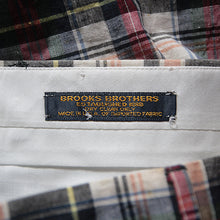 BROOKS BROTHERS
ESTABLISHED 1818
DRY CLEAN ONLY
MADE IN U.S.A. OF IMPORTED FABRIC